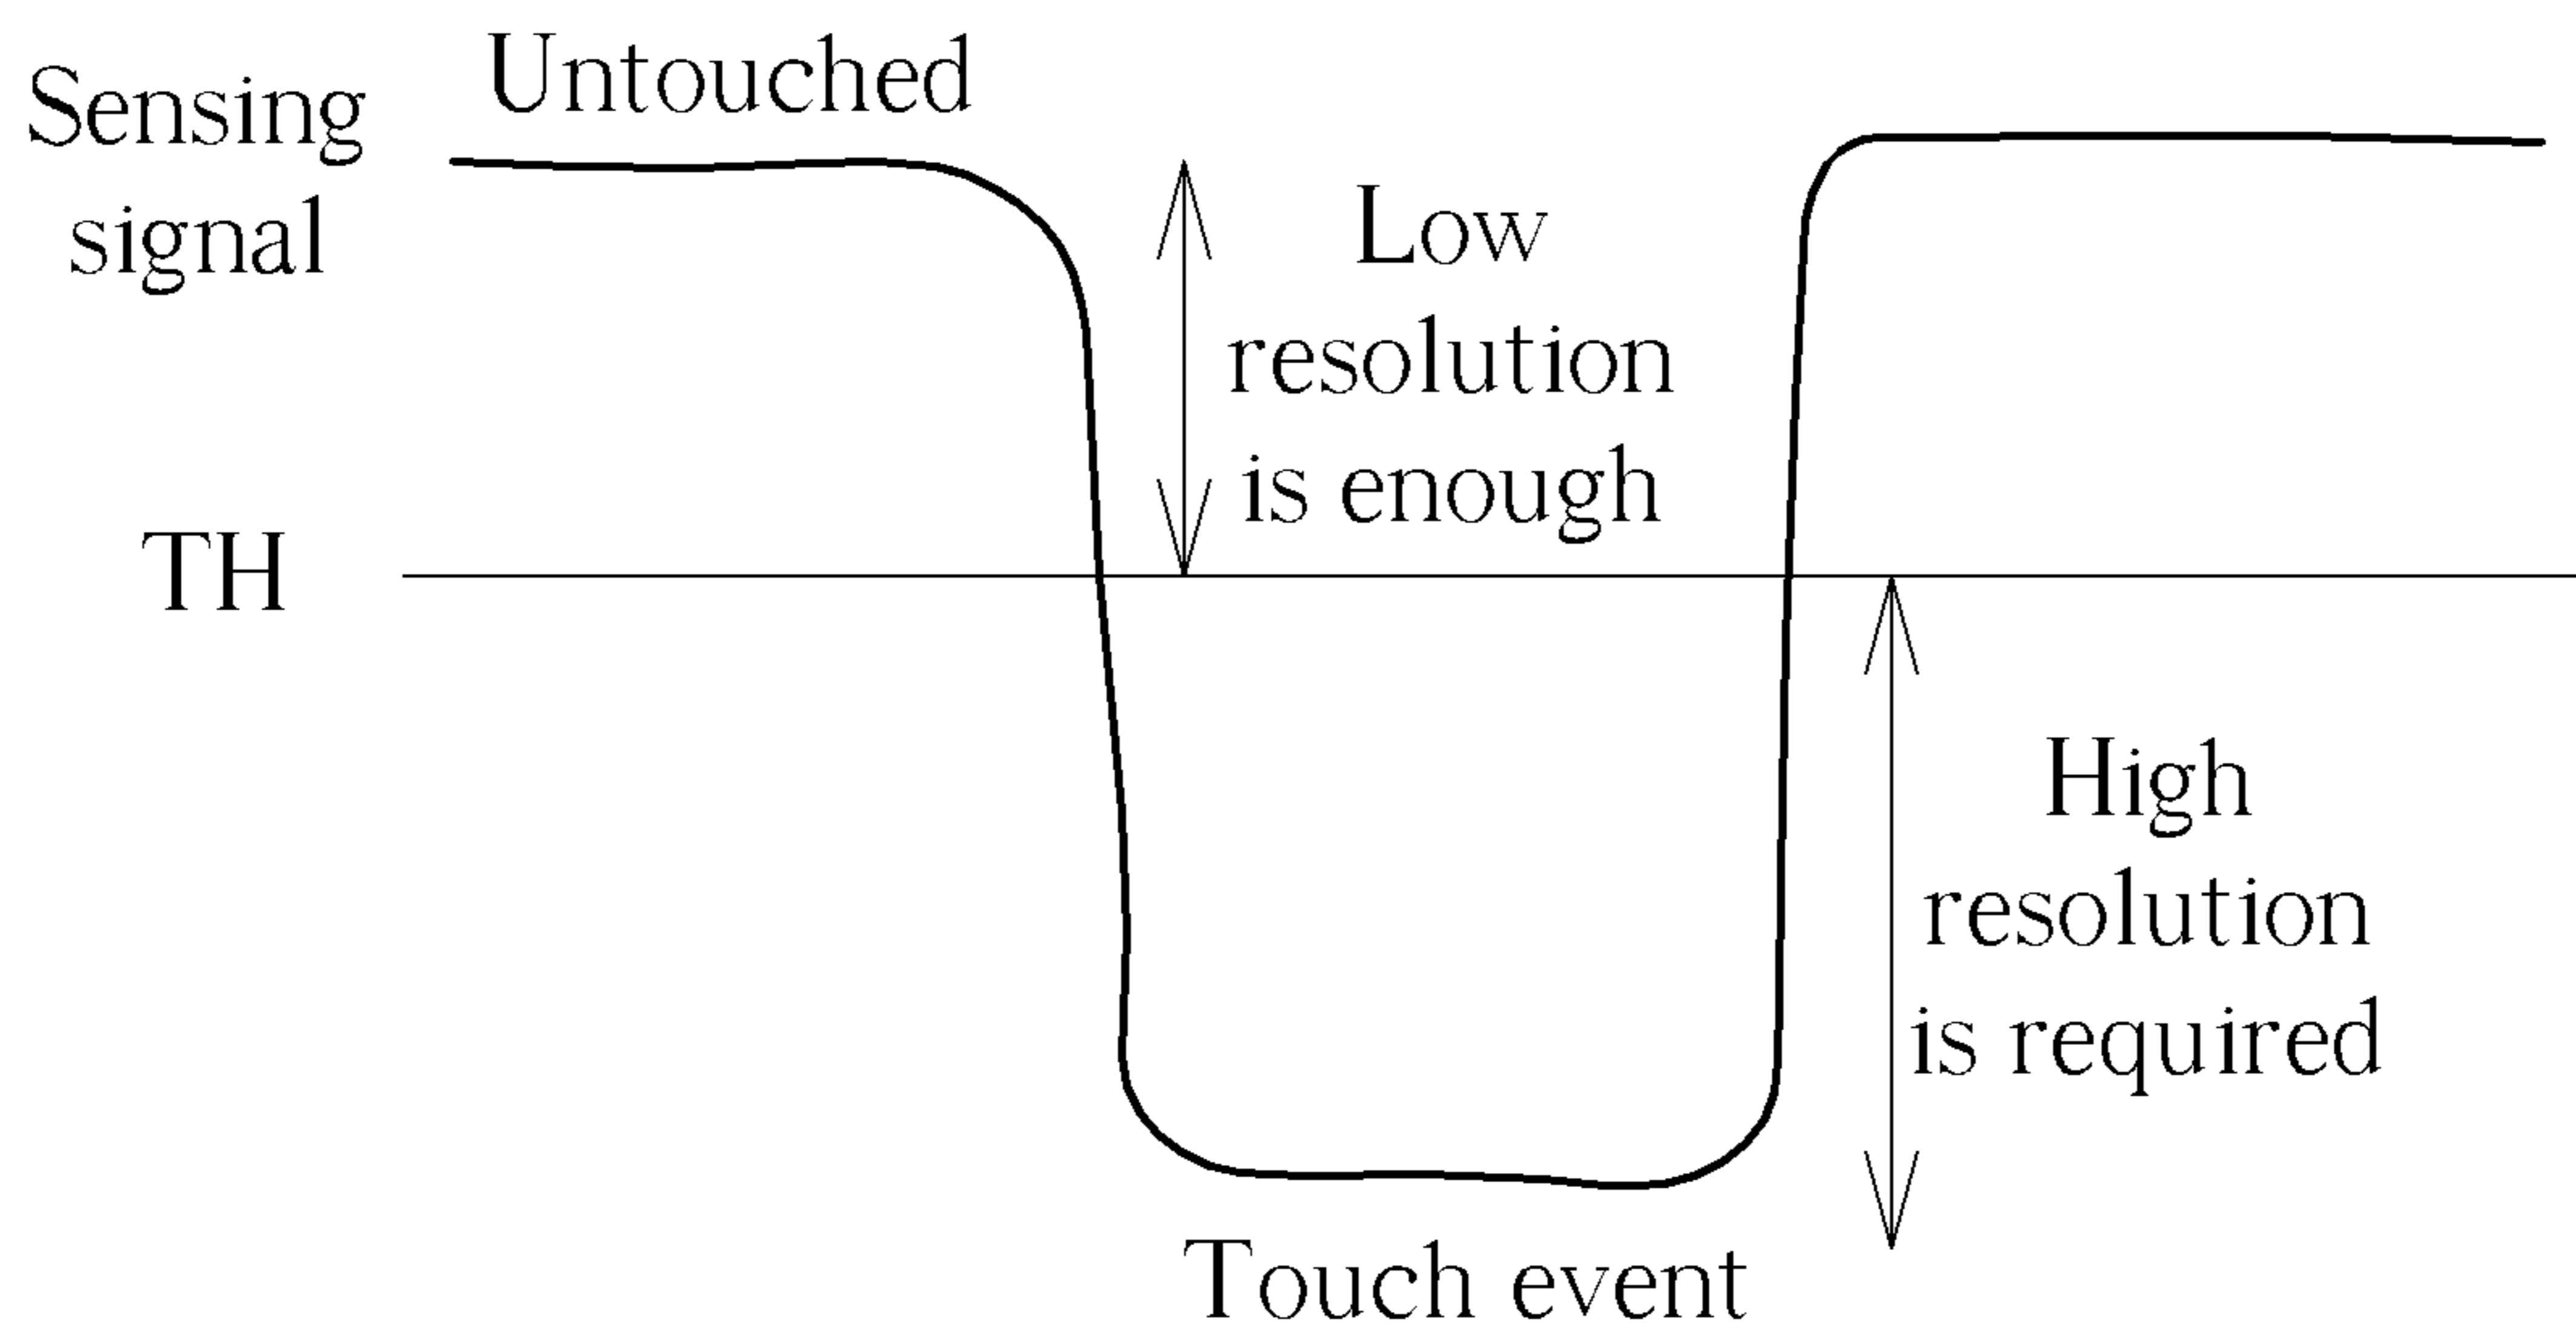 Sensing
signal
Untouched
Low
resolution
is enough
TH
High
resolution
is required
Touch event